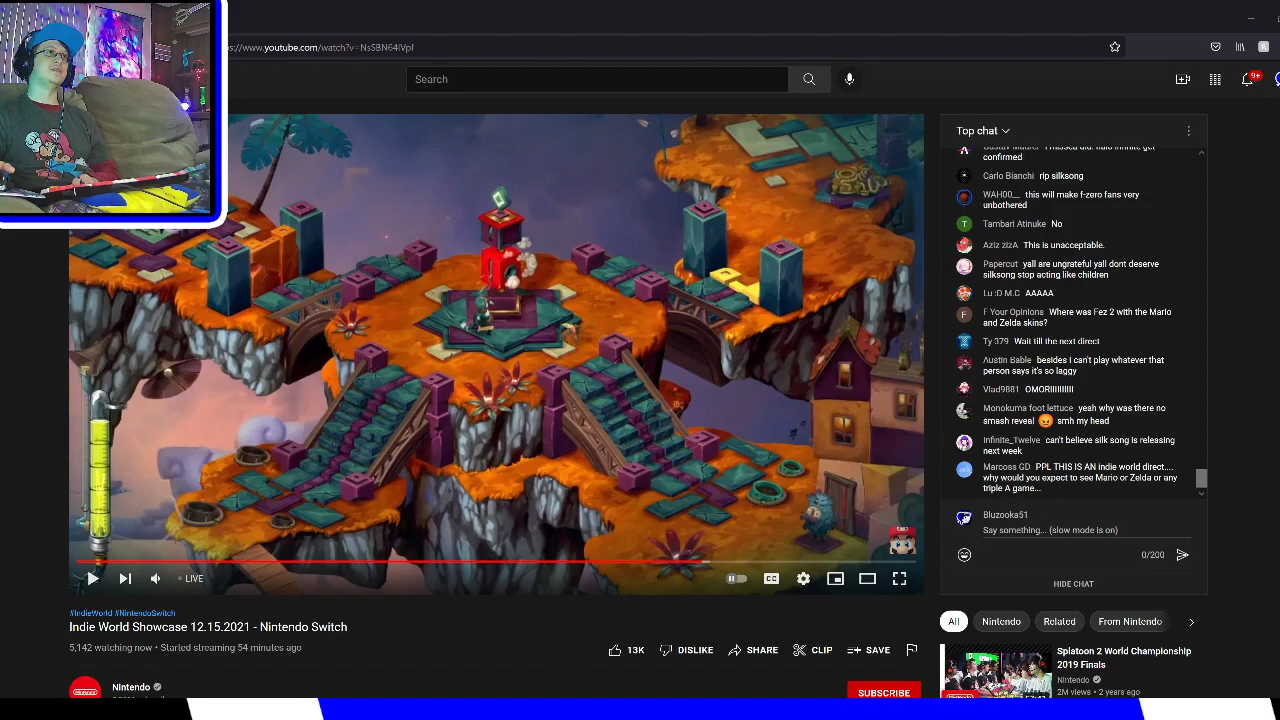 s://www.youtube.com/watch?v=NsSBN64IVpI
Search
9+
Top chat
confirmed
Carlo Bianchi rip silksong
WAH00__ this will make f-zero fans very
unbothered
Tambari Atinuke No
Aziz zizA This is unacceptable.
Papercut yall are ungrateful yall dont deserve
silksong stop acting like children
Lu :D M.C AAAAA
F Your Opinions Where was Fez 2 with the Mario
and Zelda skins?
Ty 379 Wait till the next direct
Austin Bable besides I can't play whatever that
person says it's so laggy
Vlad9881 OMORIIIIIIIII
Monokuma foot lettuce yeah why was there no
smash reveal 😡 smh my head
Infinite_Twelve can't believe silk song is releasing
next week
Marcoss GD PPL THIS IS AN indie world direct....
why would you expect to see Mario or Zelda or any
triple A game...
Bluzooka51
Say something... (slow mode is on)
0/200
HIDE CHAT
LIVE
CC
#IndieWorld #NintendoSwitch
Indie World Showcase 12.15.2021 - Nintendo Switch
5,142 watching now • Started streaming 54 minutes ago
13K DISLIKE SHARE CLIP SAVE
Nintendo
SUBSCRIBE
All Nintendo Related From Nintendo
Splatoon 2 World Championship
2019 Finals
Nintendo
2M views • 2 years ago